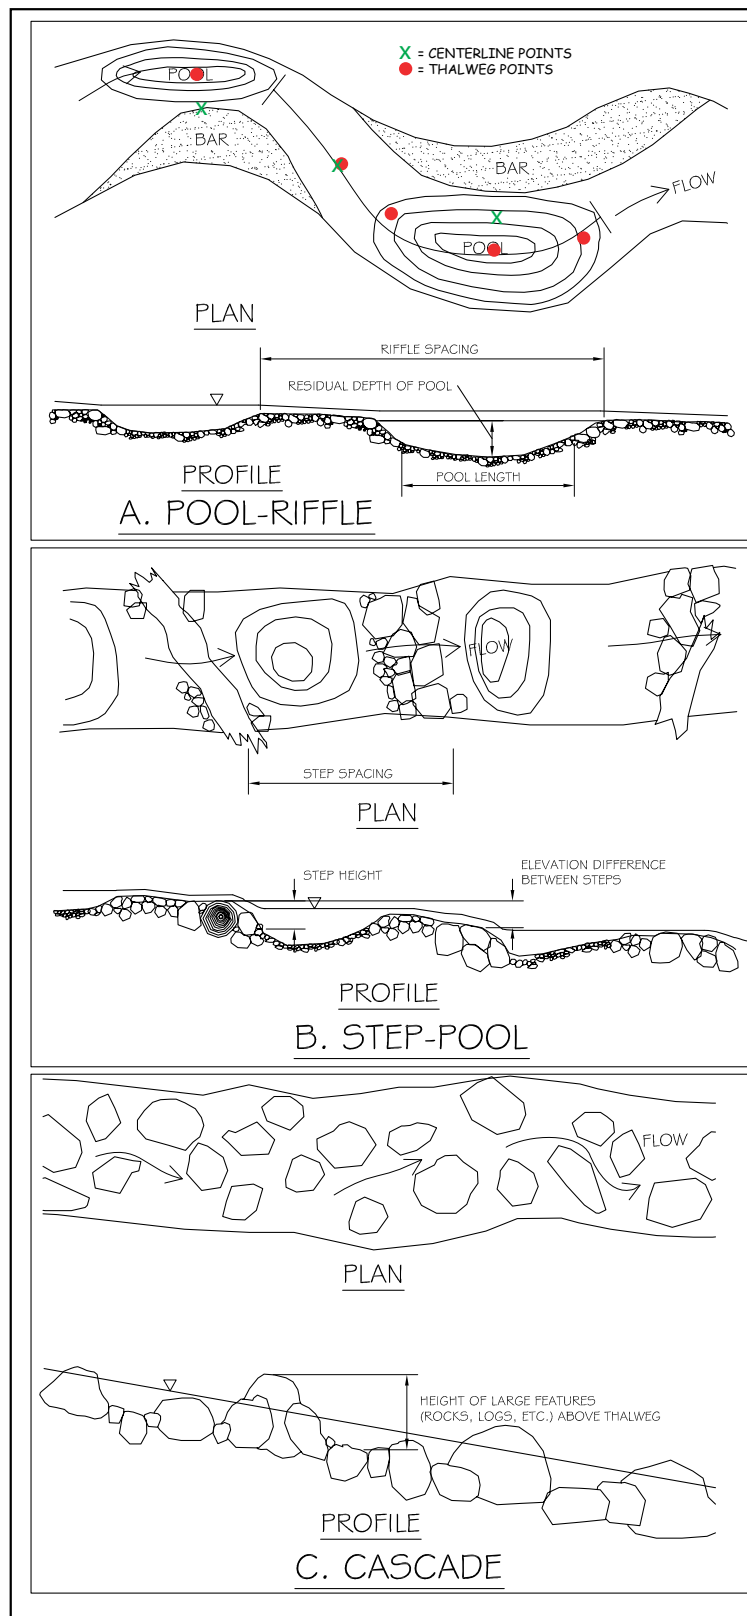 X = CENTERLINE POINTS
= THALWEG POINTS
POOL
BAR
BAR
FLOW
POOL
PLAN
RIFFLE SPACING
RESIDUAL DEPTH OF POOL
POOL LENGTH
PROFILE
A. POOL-RIFFLE
FLOW
STEP SPACING
PLAN
STEP HEIGHT
ELEVATION DIFFERENCE
BETWEEN STEPS
PROFILE
B. STEP-POOL
FLOW
PLAN
HEIGHT OF LARGE FEATURES
(ROCKS, LOGS, ETC.) ABOVE THALWEG
PROFILE
C. CASCADE